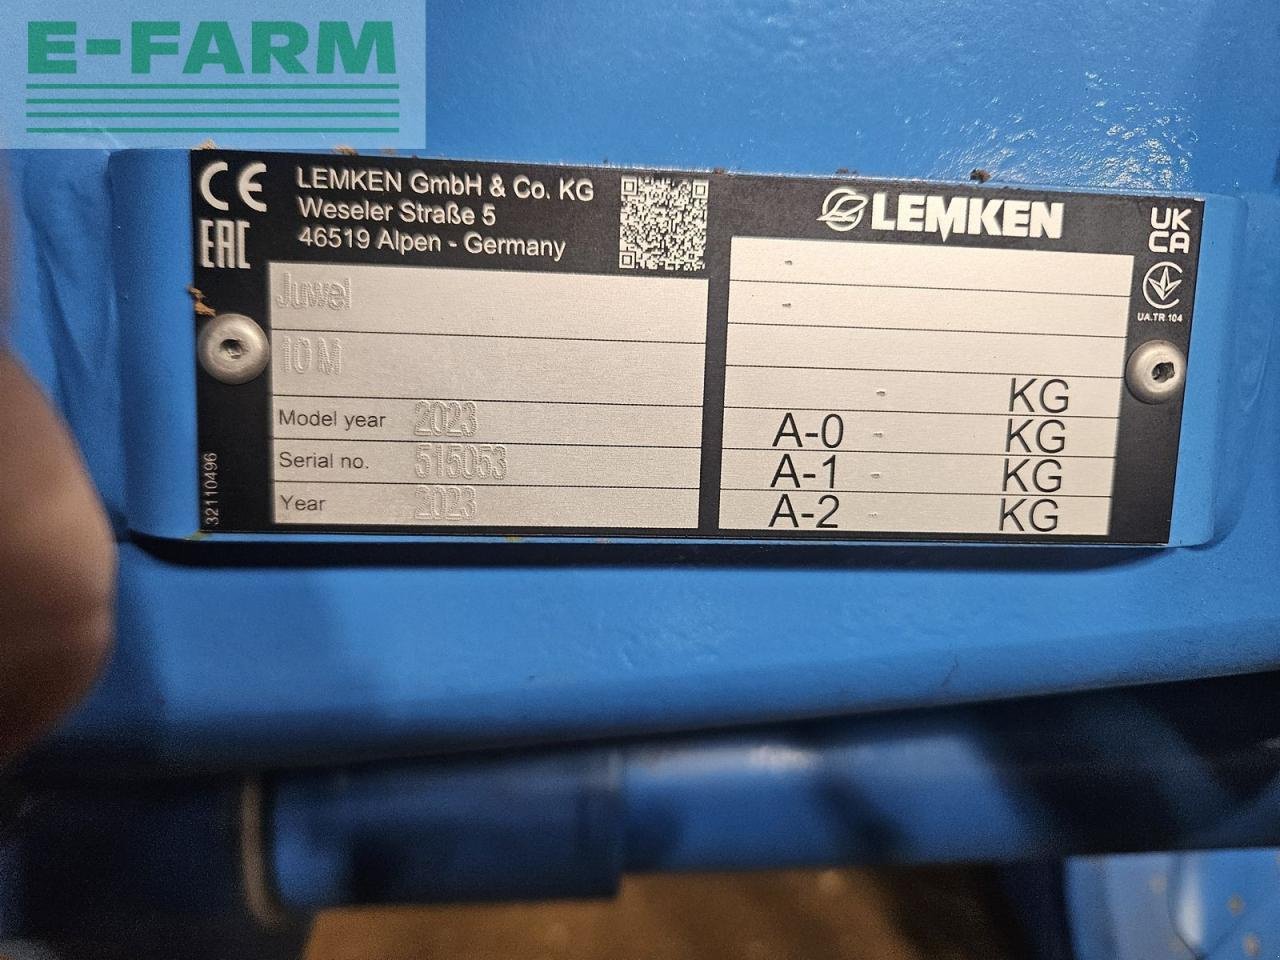 E-FARM
LEMKEN GmbH & Co. KG
Weseler Straße 5
46519 Alpen - Germany
CE
EAC
Juwel
10 M
Model year 2023
Serial no. 515053
Year 2023
32110496
LEMKEN
UK
CA
UA.TR.104
-
-
- KG
A-0 - KG
A-1 - KG
A-2 - KG